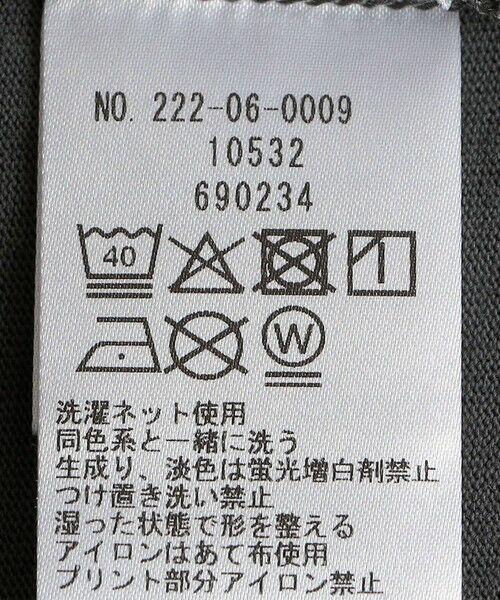 NO. 222-06-0009
10532
690234
40
W
洗濯ネット使用
同色系と一緒に洗う
生成り、淡色は蛍光増白剤禁止
つけ置き洗い禁止
湿った状態で形を整える
アイロンはあて布使用
プリント部分アイロン禁止